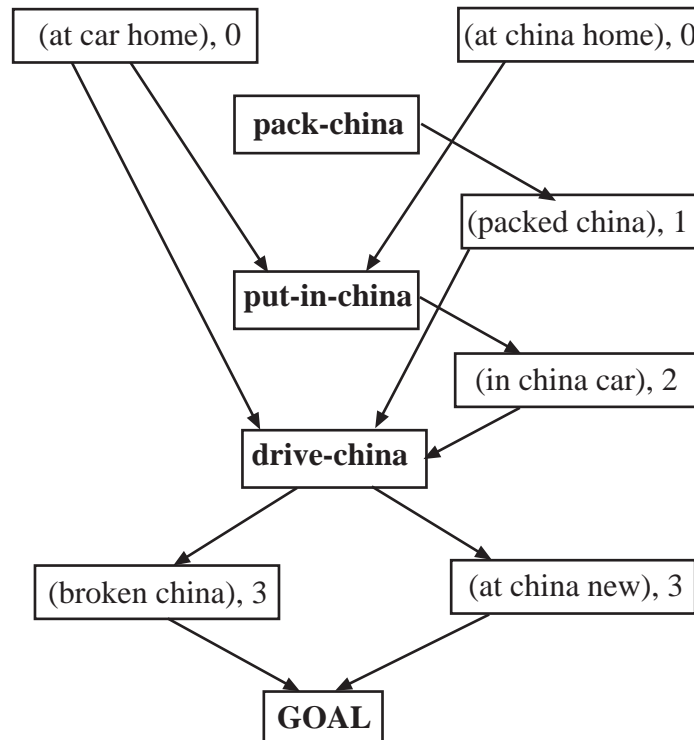 (at car home), 0
(at china home), 0
pack-china
(packed china), 1
put-in-china
(in china car), 2
drive-china
(broken china), 3
(at china new), 3
GOAL